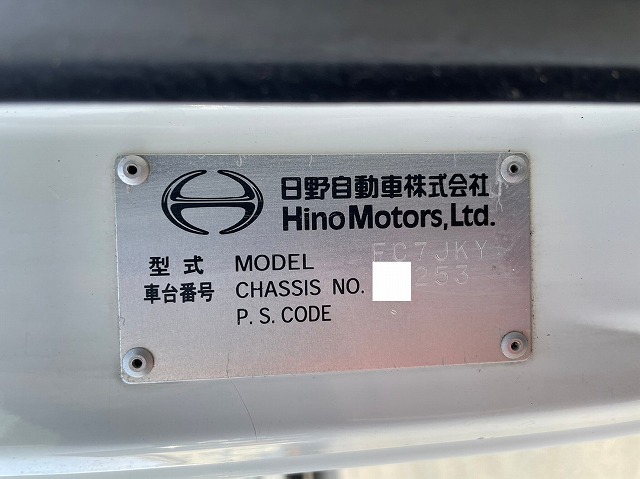 日野自動車株式会社
Hino Motors, Ltd.
型式 MODEL FC7JKY
車台番号 CHASSIS NO. 253
P.S.CODE